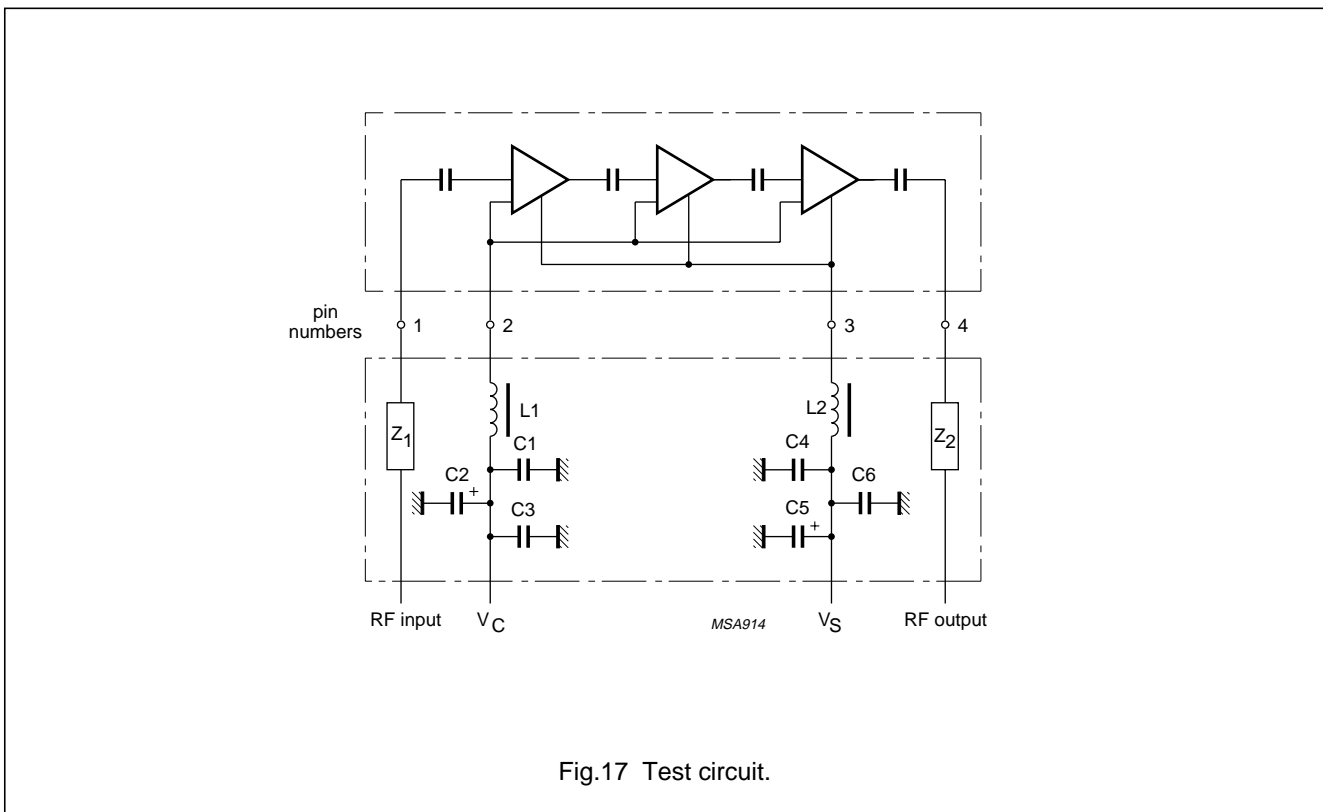 pin
numbers
1
2
3
4
L1
L2
Z1
Z2
C1
C4
C2
+
C6
C3
C5
+
RF input
VC
MSA914
VS
RF output
Fig.17 Test circuit.